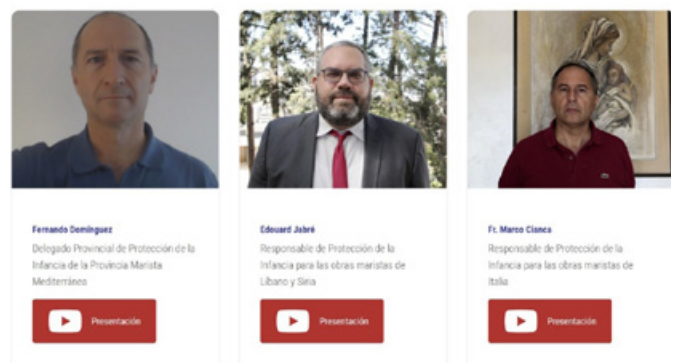 Fernando Domínguez
Delegado Provincial de Protección de la
Infancia de la Provincia Marista
Mediterránea
Presentación
Edouard Jabré
Responsable de Protección de la
Infancia para las obras maristas de
Líbano y Siria
Presentación
Fr. Marco Cianca
Responsable de Protección de la
Infancia para las obras maristas de
Italia
Presentación